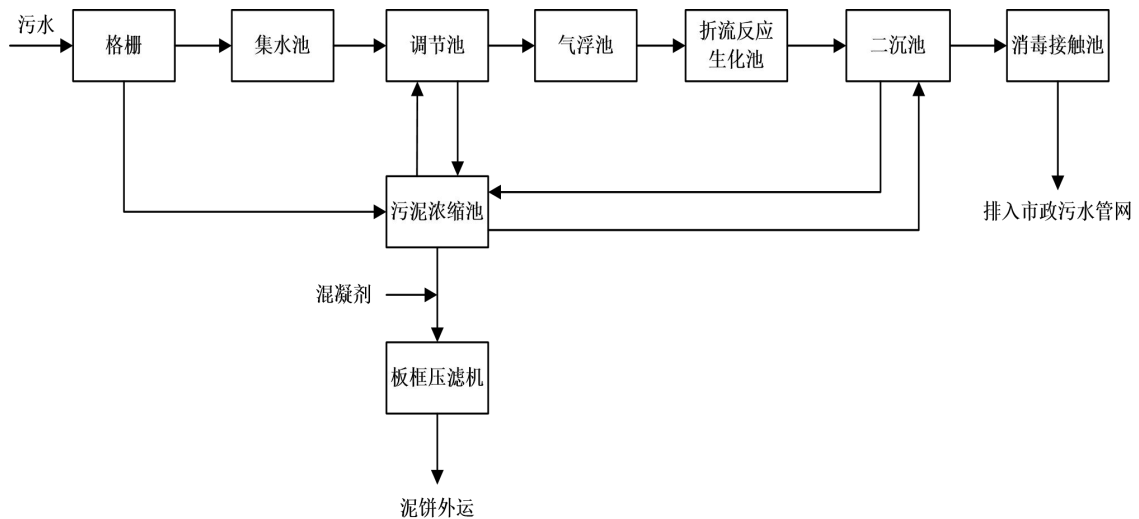 污水
格栅
集水池
调节池
气浮池
折流反应
生化池
二沉池
消毒接触池
污泥浓缩池
排入市政污水管网
混凝剂
板框压滤机
泥饼外运